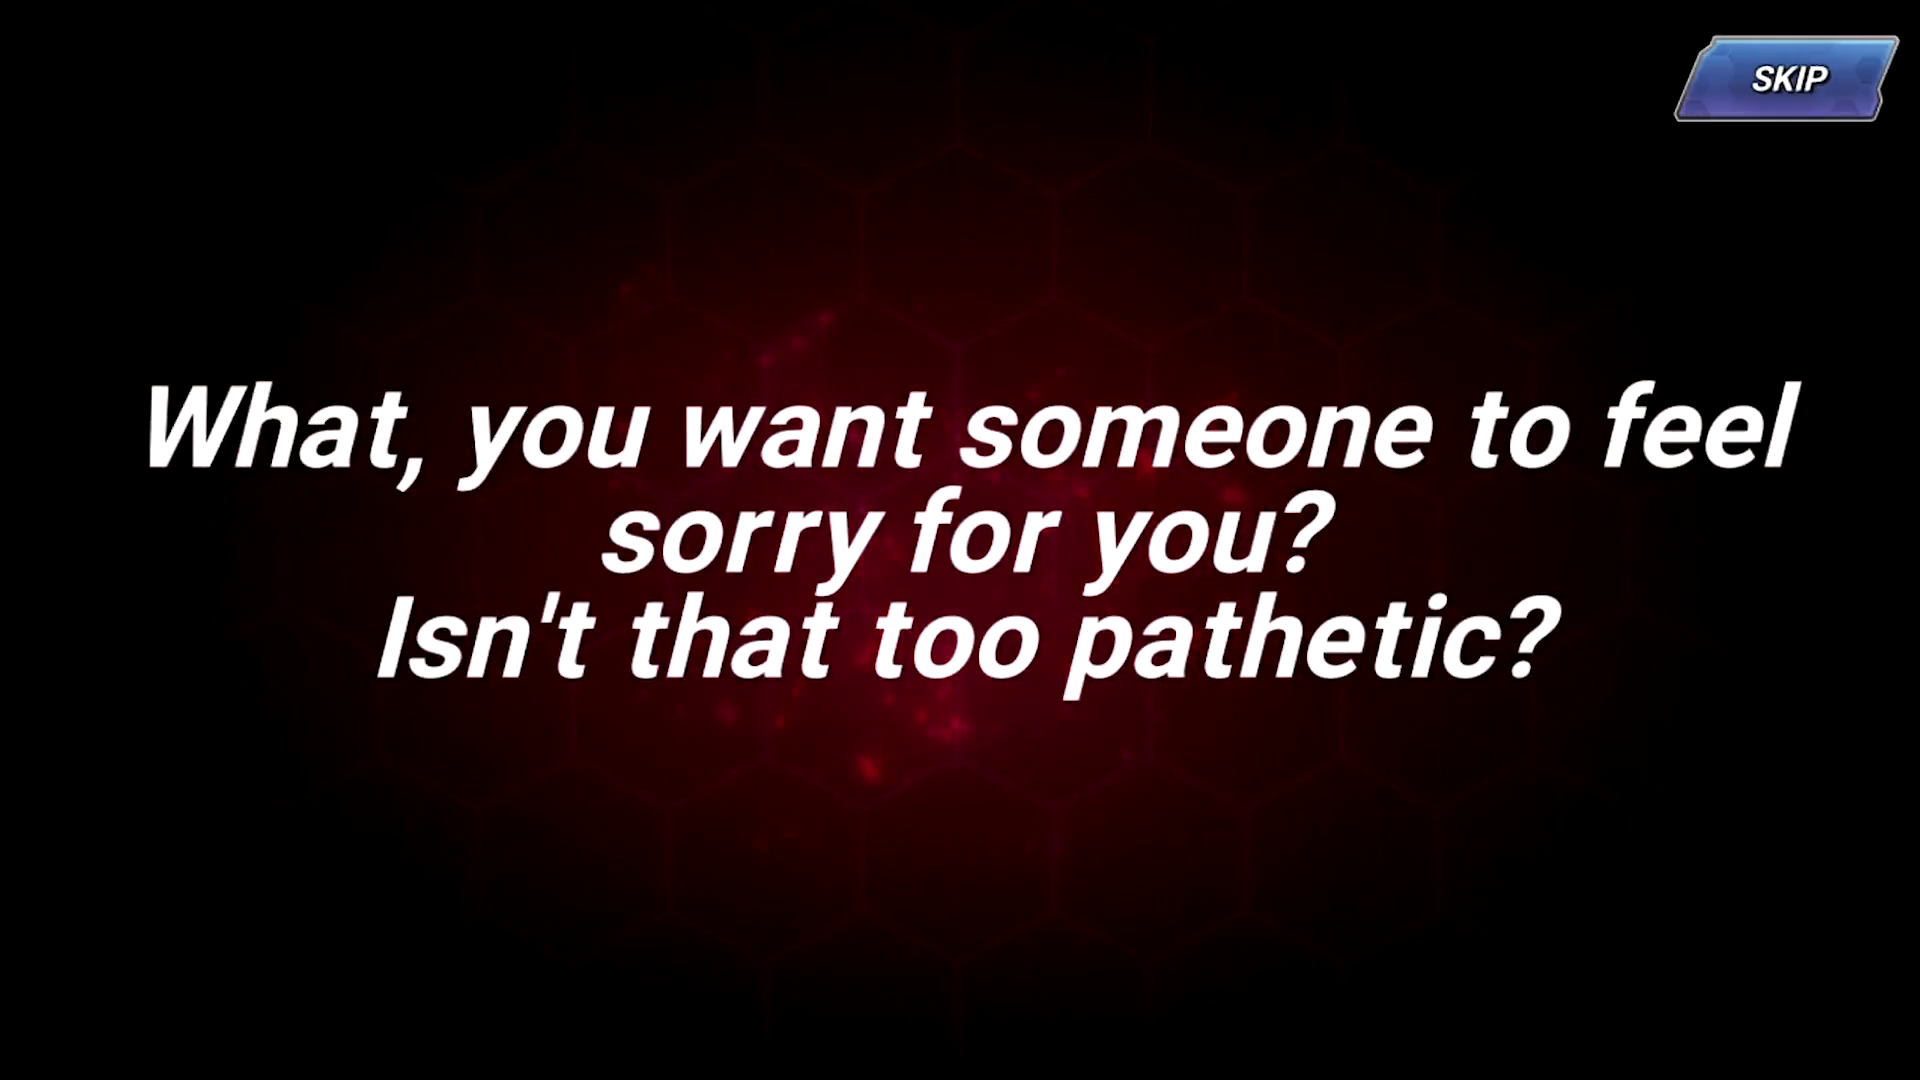 SKIP
What, you want someone to feel
sorry for you?
Isn't that too pathetic?